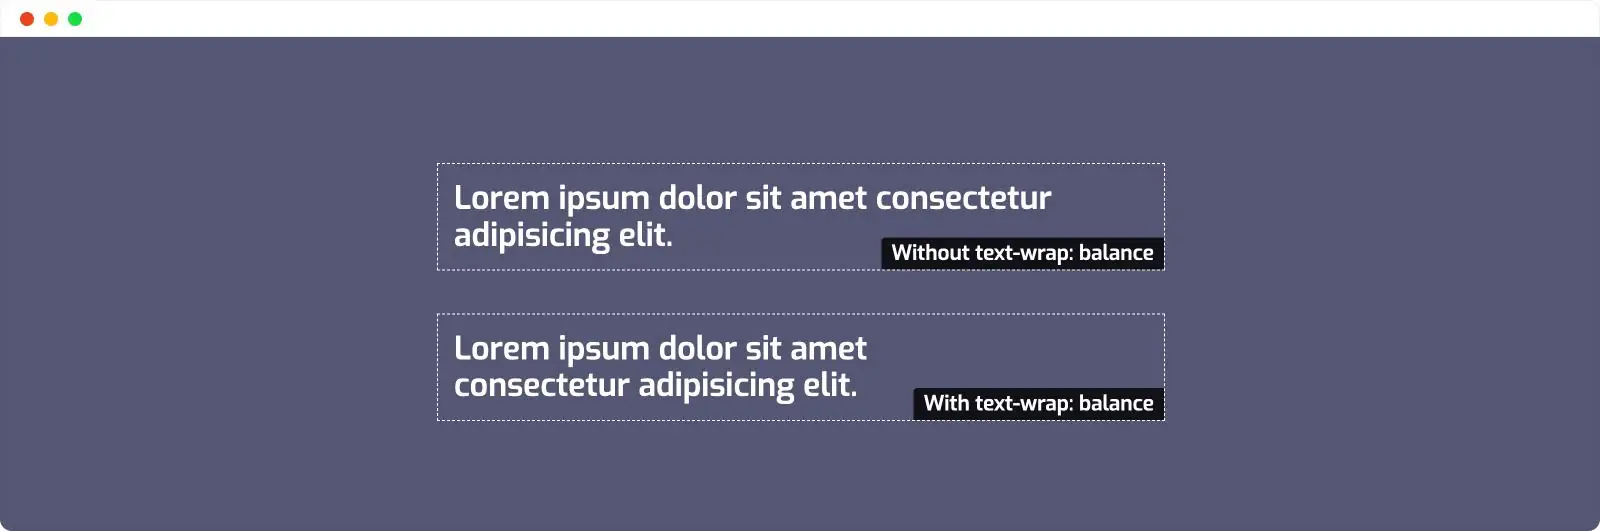 Lorem ipsum dolor sit amet consectetur
adipisicing elit.
Without text-wrap: balance
Lorem ipsum dolor sit amet
consectetur adipisicing elit.
With text-wrap: balance